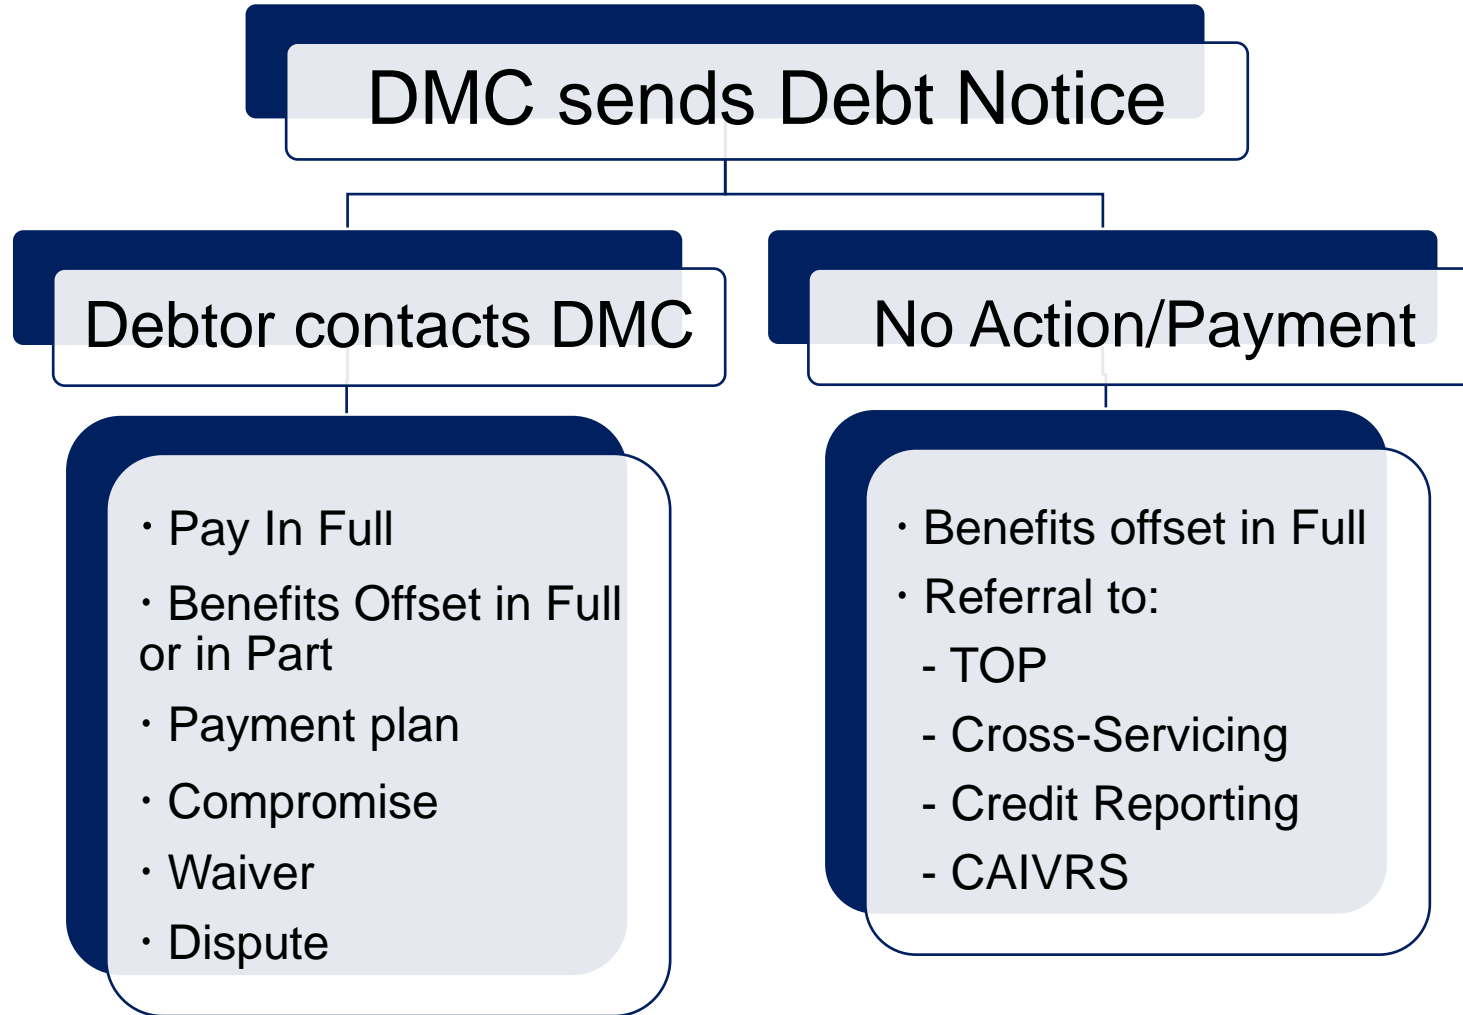 DMC sends Debt Notice
Debtor contacts DMC
· Pay In Full
· Benefits Offset in Full
or in Part
· Payment plan
· Compromise
· Waiver
· Dispute
No Action/Payment
· Benefits offset in Full
· Referral to:
- TOP
- Cross-Servicing
- Credit Reporting
- CAIVRS